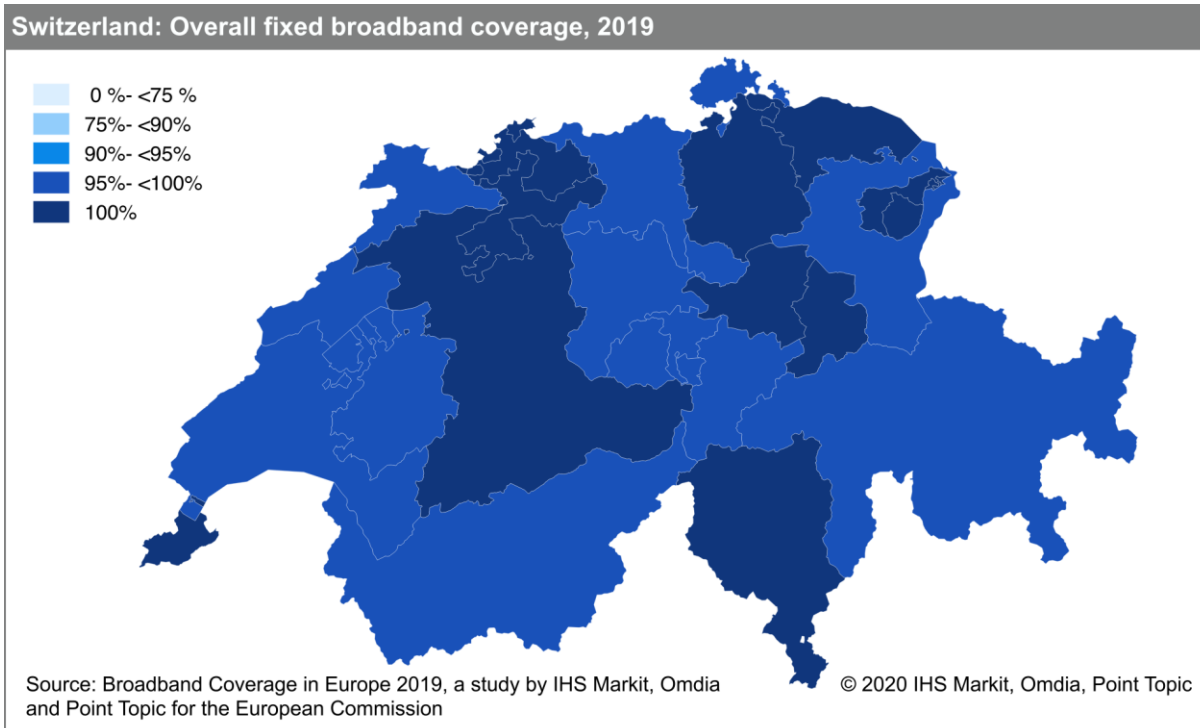 Switzerland: Overall fixed broadband coverage, 2019
0 %- <75 %
75%- <90%
90%- <95%
95%- <100%
100%
Source: Broadband Coverage in Europe 2019, a study by IHS Markit, Omdia
and Point Topic for the European Commission
© 2020 IHS Markit, Omdia, Point Topic